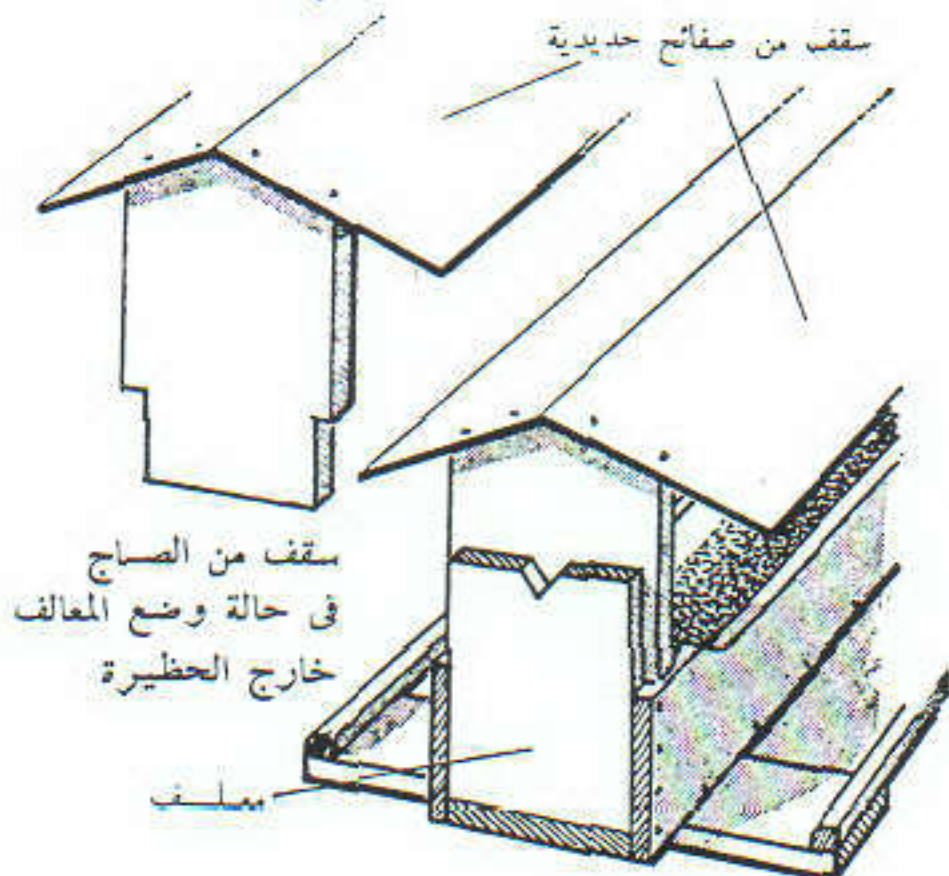 سقف من صفائح حديدية
سقف من الصاج
فى حالة وضع المعالف
خارج الحظيرة
معلف